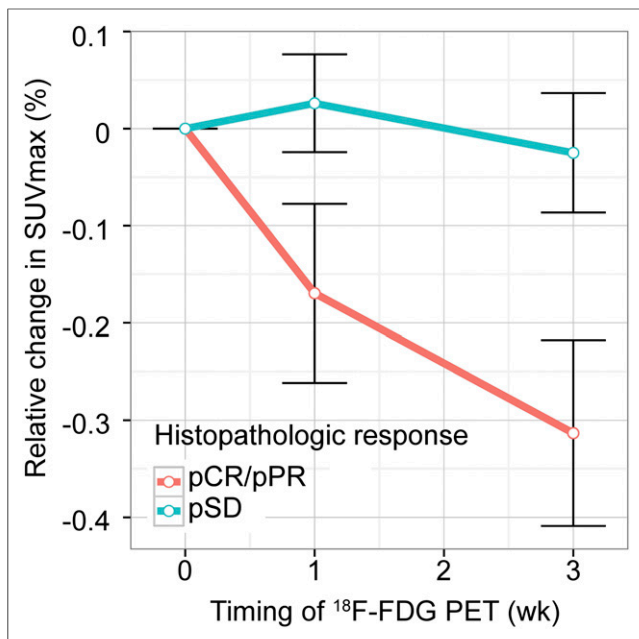 Relative change in SUVmax (%)
0.1
0
-0.1
-0.2
-0.3
-0.4
Histopathologic response
pCR/pPR
pSD
0 1 2 3
Timing of ¹⁸F-FDG PET (wk)